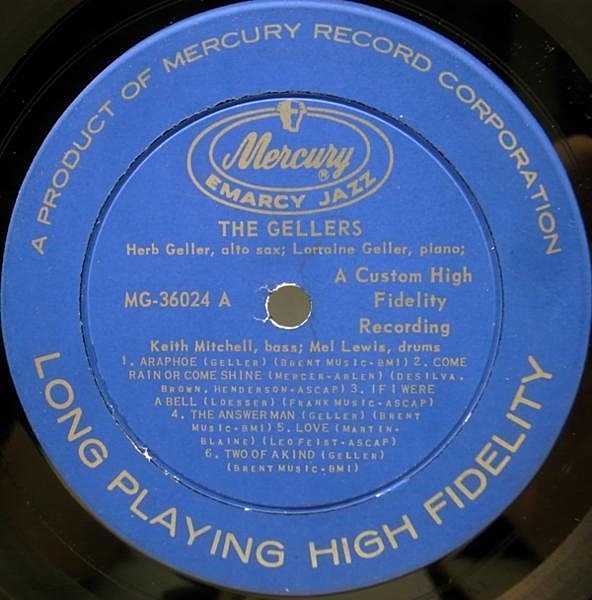 A PRODUCT OF MERCURY RECORD CORPORATION
Mercury ®
EMARCY JAZZ
THE GELLERS
Herb Geller, alto sax; Lorraine Geller, piano;
MG-36024 A
A Custom High
Fidelity
Recording
Keith Mitchell, bass; Mel Lewis, drums
1. ARAPHOE (GELLER) (BRENT MUSIC-BMI) 2. COME
RAIN OR COME SHINE (MERCER-ARLEN) (DESILVA,
BROWN, HENDERSON-ASCAP) 3. IF I WERE
A BELL (LOESSER) (FRANK MUSIC-ASCAP)
4. THE ANSWER MAN (GELLER) (BRENT
MUSIC-BMI) 5. LOVE (MARTIN-
BLAINE) (LEO FEIST-ASCAP)
6. TWO OF A KIND (GELLER)
(BRENT MUSIC-BMI)
LONG PLAYING HIGH FIDELITY